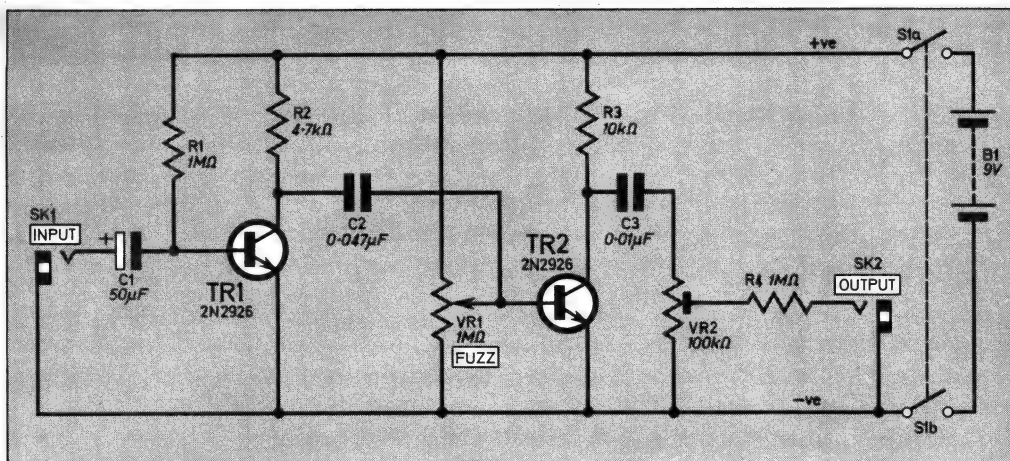 S1a
+ve
R2
4·7kΩ
R3
10kΩ
R1
1MΩ
B1
9V
SK1
INPUT
+
C1
50µF
C2
0·047µF
C3
0·01µF
TR1
2N2926
TR2
2N2926
VR1
1MΩ
FUZZ
VR2
100kΩ
R4 1MΩ
SK2
OUTPUT
−ve
S1b